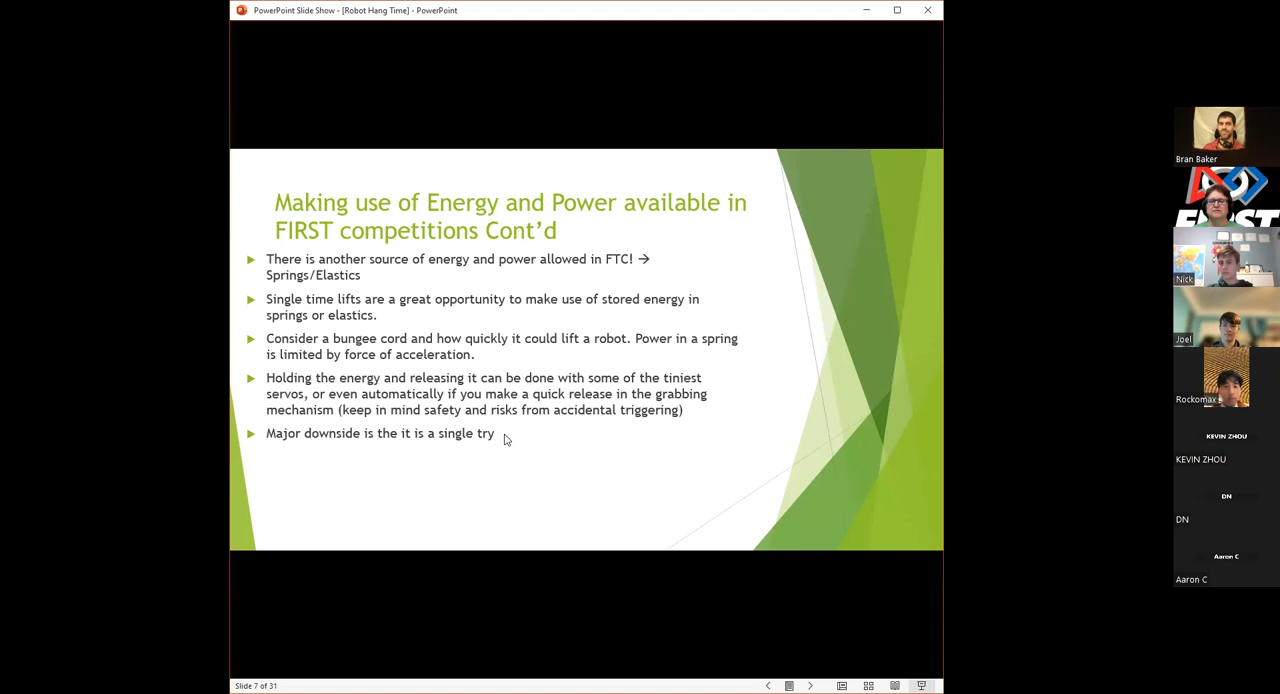 PowerPoint Slide Show - [Robot Hang Time] - PowerPoint
Making use of Energy and Power available in
FIRST competitions Cont'd
There is another source of energy and power allowed in FTC! →
Springs/Elastics
Single time lifts are a great opportunity to make use of stored energy in
springs or elastics.
Consider a bungee cord and how quickly it could lift a robot. Power in a spring
is limited by force of acceleration.
Holding the energy and releasing it can be done with some of the tiniest
servos, or even automatically if you make a quick release in the grabbing
mechanism (keep in mind safety and risks from accidental triggering)
Major downside is the it is a single try
Slide 7 of 31
Bran Baker
FIRST
Nick
Joel
Rockomax
KEVIN ZHOU
KEVIN ZHOU
DN
DN
Aaron C
Aaron C